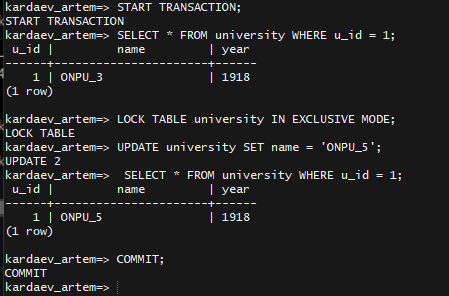 kardaev_artem=> START TRANSACTION;
START TRANSACTION
kardaev_artem=> SELECT * FROM university WHERE u_id = 1;
 u_id |         name         | year
------+----------------------+------
    1 | ONPU_3               | 1918
(1 row)

kardaev_artem=> LOCK TABLE university IN EXCLUSIVE MODE;
LOCK TABLE
kardaev_artem=> UPDATE university SET name = 'ONPU_5';
UPDATE 2
kardaev_artem=>  SELECT * FROM university WHERE u_id = 1;
 u_id |         name         | year
------+----------------------+------
    1 | ONPU_5               | 1918
(1 row)

kardaev_artem=> COMMIT;
COMMIT
kardaev_artem=>